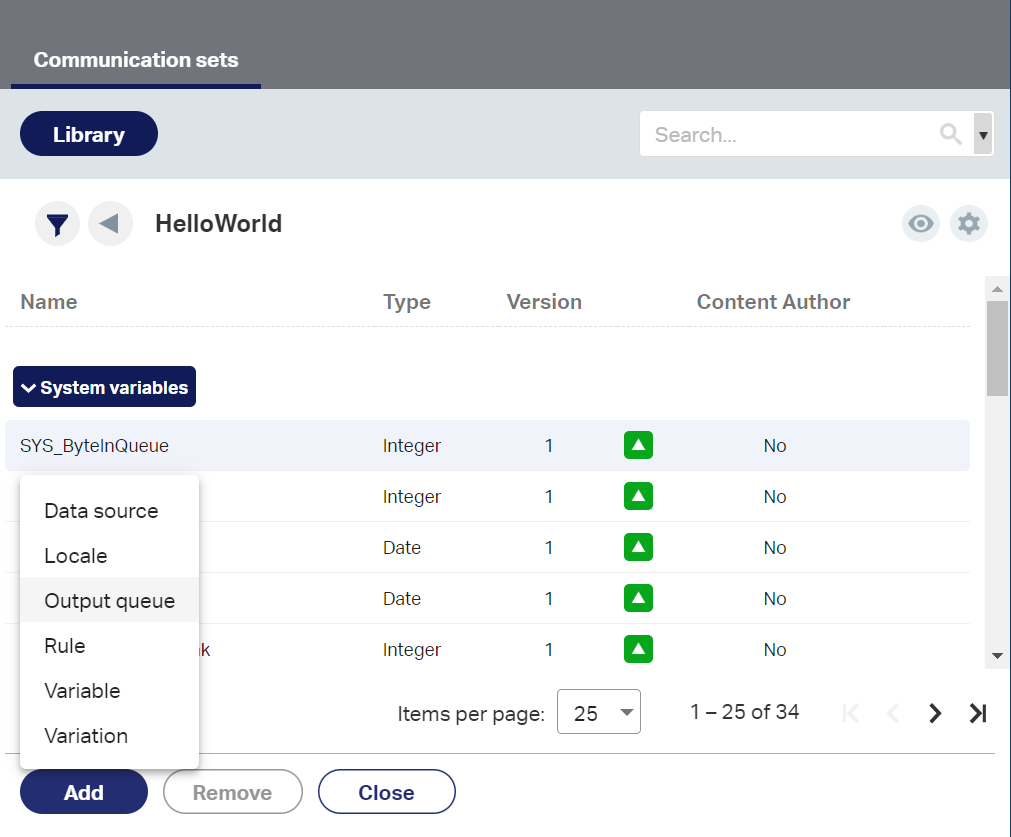 Communication sets
Library
Search...
HelloWorld
Name Type Version Content Author
System variables
SYS_ByteInQueue Integer 1 No
Data source
Integer 1 No
Locale
Date 1 No
Output queue
Date 1 No
Rule
Integer 1 No
Variable
Items per page: 25 1 – 25 of 34
Variation
Add Remove Close